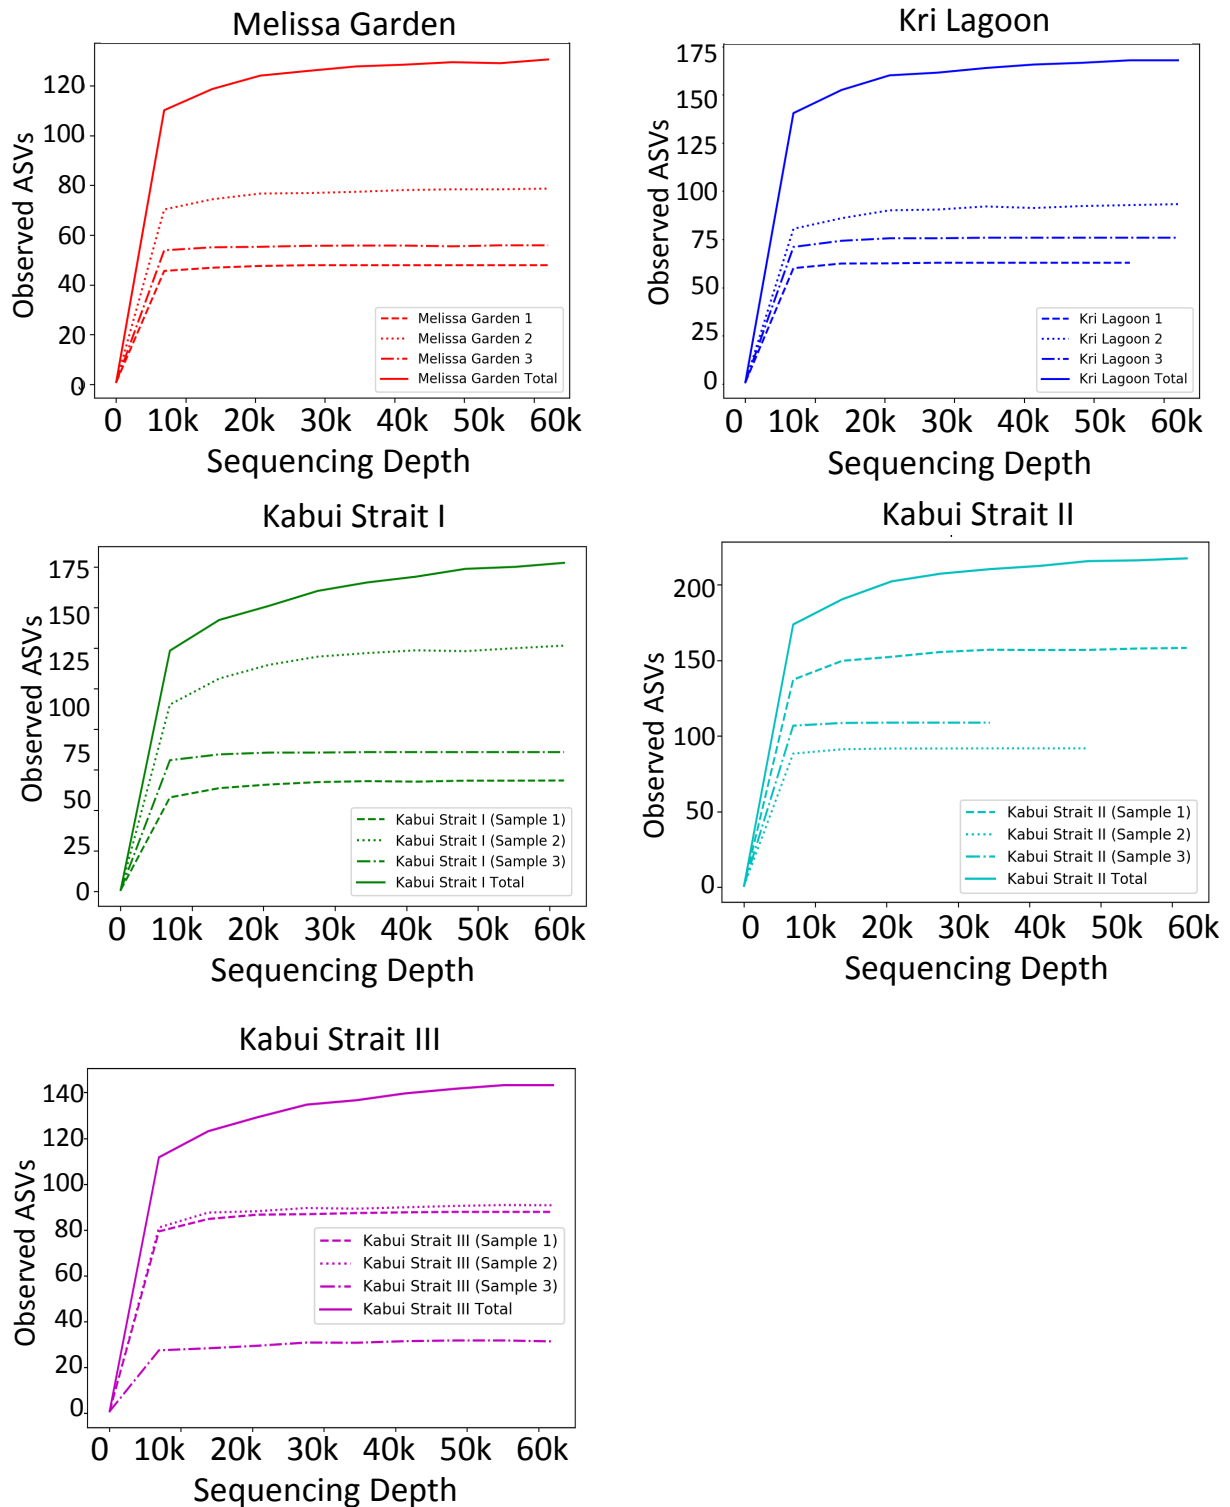 Melissa Garden
Observed ASVs
120
100
80
60
40
20
0
Melissa Garden 1
Melissa Garden 2
Melissa Garden 3
Melissa Garden Total
0 10k 20k 30k 40k 50k 60k
Sequencing Depth
Kri Lagoon
Observed ASVs
175
150
125
100
75
50
25
0
Kri Lagoon 1
Kri Lagoon 2
Kri Lagoon 3
Kri Lagoon Total
0 10k 20k 30k 40k 50k 60k
Sequencing Depth
Kabui Strait I
Observed ASVs
175
150
125
100
75
50
25
0
Kabui Strait I (Sample 1)
Kabui Strait I (Sample 2)
Kabui Strait I (Sample 3)
Kabui Strait I Total
0 10k 20k 30k 40k 50k 60k
Sequencing Depth
Kabui Strait II
Observed ASVs
200
150
100
50
0
Kabui Strait II (Sample 1)
Kabui Strait II (Sample 2)
Kabui Strait II (Sample 3)
Kabui Strait II Total
0 10k 20k 30k 40k 50k 60k
Sequencing Depth
Kabui Strait III
Observed ASVs
140
120
100
80
60
40
20
0
Kabui Strait III (Sample 1)
Kabui Strait III (Sample 2)
Kabui Strait III (Sample 3)
Kabui Strait III Total
0 10k 20k 30k 40k 50k 60k
Sequencing Depth